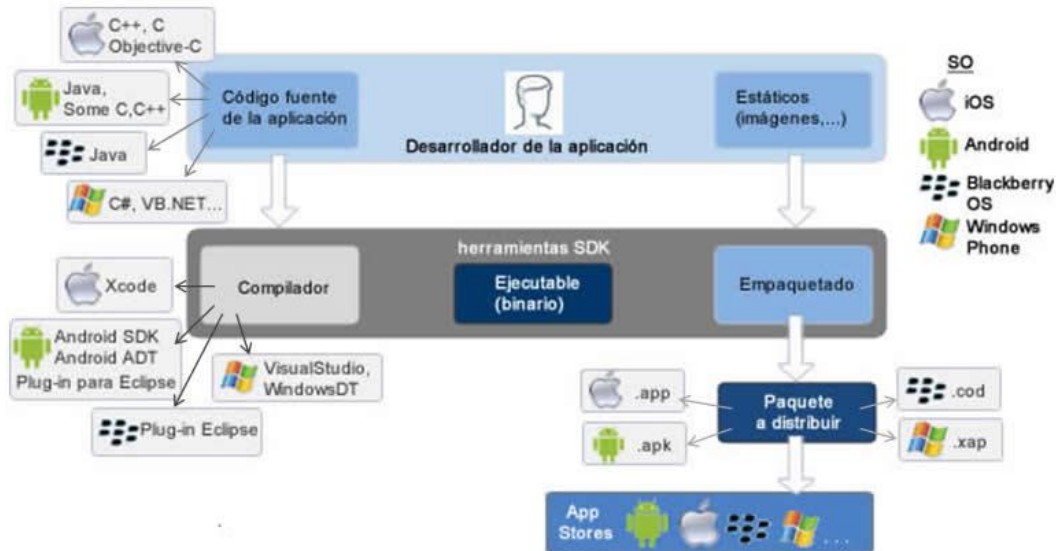 C++, C
Objective-C
Java,
Some C,C++
Java
C#, VB.NET...
Código fuente
de la aplicación
Desarrollador de la aplicación
Estáticos
(imágenes,...)
SO
iOS
Android
Blackberry
OS
Windows
Phone
herramientas SDK
Compilador
Ejecutable
(binario)
Empaquetado
Xcode
Android SDK
Android ADT
Plug-in para Eclipse
VisualStudio,
WindowsDT
Plug-in Eclipse
.app
.apk
Paquete
a distribuir
.cod
.xap
App
Stores
...